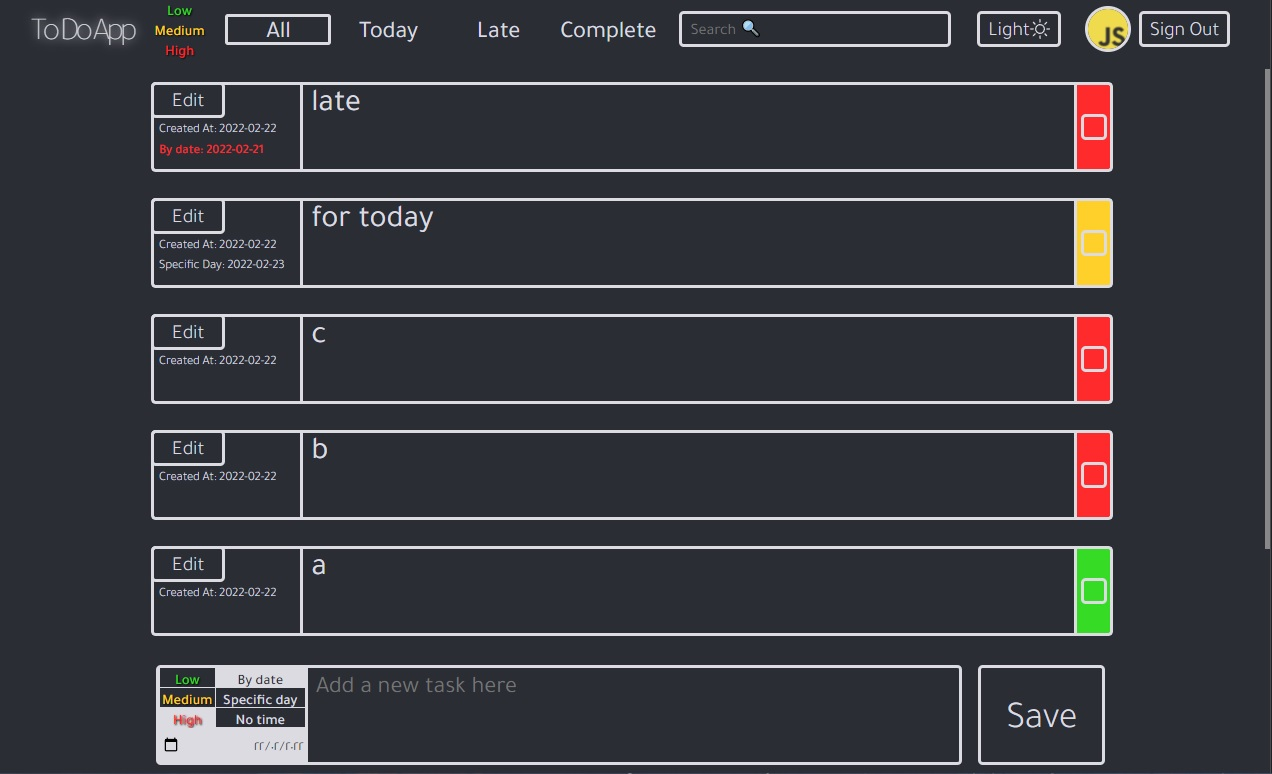 ToDoApp
Low
Medium
High
All
Today
Late
Complete
Search 🔍
Light
JS
Sign Out
Edit
Created At: 2022-02-22
By date: 2022-02-21
late
Edit
Created At: 2022-02-22
Specific Day: 2022-02-23
for today
Edit
Created At: 2022-02-22
c
Edit
Created At: 2022-02-22
b
Edit
Created At: 2022-02-22
a
Low
Medium
High
By date
Specific day
No time
٢٢/٠٢/٢٠٢٢
Add a new task here
Save